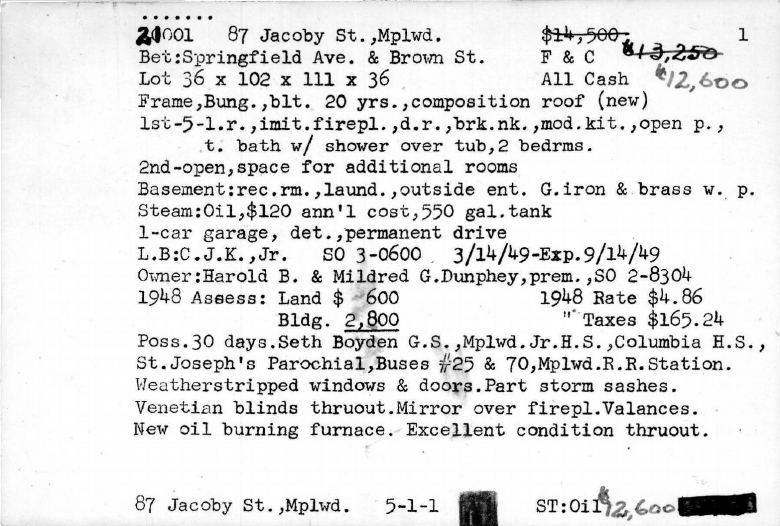 21001 87 Jacoby St.,Mplwd. $14,500 $13,250 1
Bet:Springfield Ave. & Brown St. F & C
Lot 36 x 102 x 111 x 36 All Cash $12,600
Frame,Bung.,blt. 20 yrs.,composition roof (new)
1st-5-l.r.,imit.firepl.,d.r.,brk.nk.,mod.kit.,open p.,
t. bath w/ shower over tub,2 bedrms.
2nd-open,space for additional rooms
Basement:rec.rm.,laund.,outside ent. G.iron & brass w. p.
Steam:Oil,$120 ann'l cost,550 gal.tank
1-car garage, det.,permanent drive
L.B:C.J.K.,Jr. SO 3-0600 3/14/49-Exp.9/14/49
Owner:Harold B. & Mildred G.Dunphey,prem.,SO 2-8304
1948 Assess: Land $ 600 1948 Rate $4.86
Bldg. 2,800 " Taxes $165.24
Poss.30 days.Seth Boyden G.S.,Mplwd.Jr.H.S.,Columbia H.S.,
St.Joseph's Parochial,Buses #25 & 70,Mplwd.R.R.Station.
Weatherstripped windows & doors.Part storm sashes.
Venetian blinds thruout.Mirror over firepl.Valances.
New oil burning furnace. Excellent condition thruout.
87 Jacoby St.,Mplwd. 5-1-1 ST:Oil $12,600